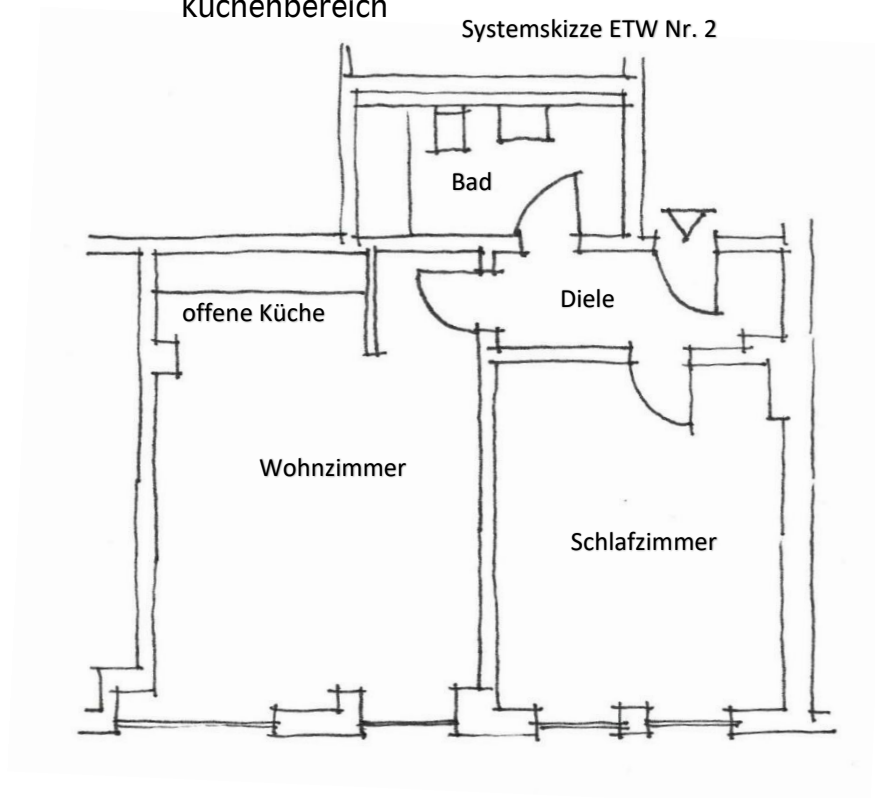 Küchenbereich
Systemskizze ETW Nr. 2
Bad
Diele
offene Küche
Wohnzimmer
Schlafzimmer